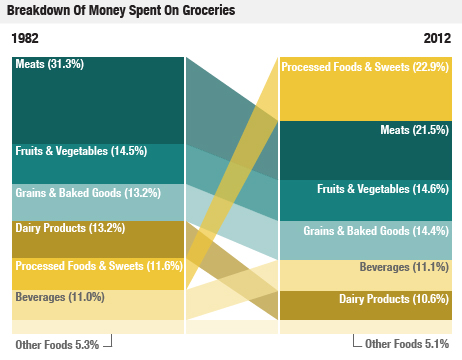 Breakdown Of Money Spent On Groceries
1982
2012
Meats (31.3%)
Fruits & Vegetables (14.5%)
Grains & Baked Goods (13.2%)
Dairy Products (13.2%)
Processed Foods & Sweets (11.6%)
Beverages (11.0%)
Other Foods 5.3%
Processed Foods & Sweets (22.9%)
Meats (21.5%)
Fruits & Vegetables (14.6%)
Grains & Baked Goods (14.4%)
Beverages (11.1%)
Dairy Products (10.6%)
Other Foods 5.1%